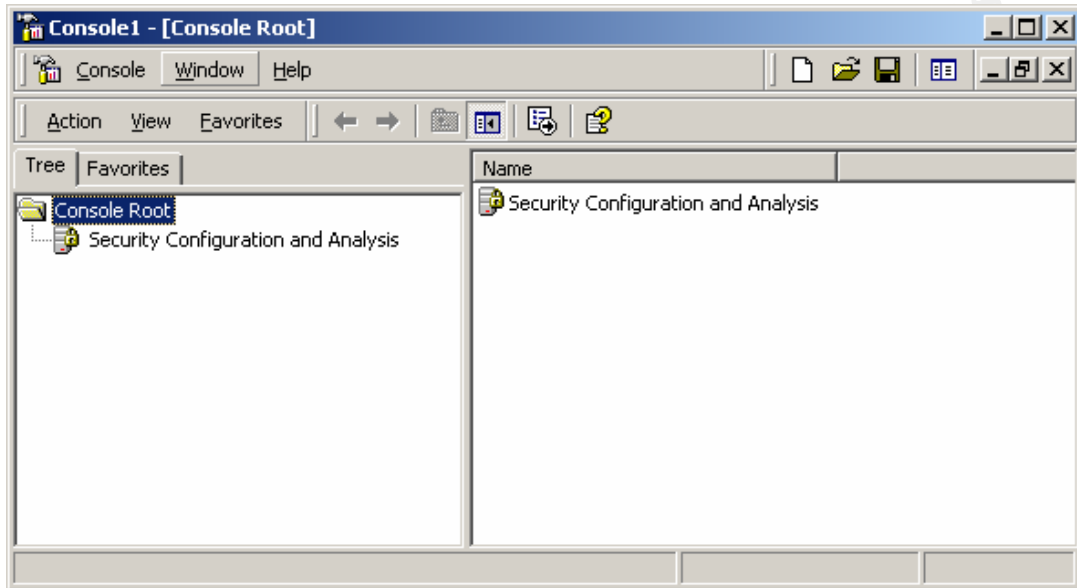 Console1 - [Console Root]
Console Window Help
Action View Favorites
Tree Favorites Name
Console Root Security Configuration and Analysis
Security Configuration and Analysis